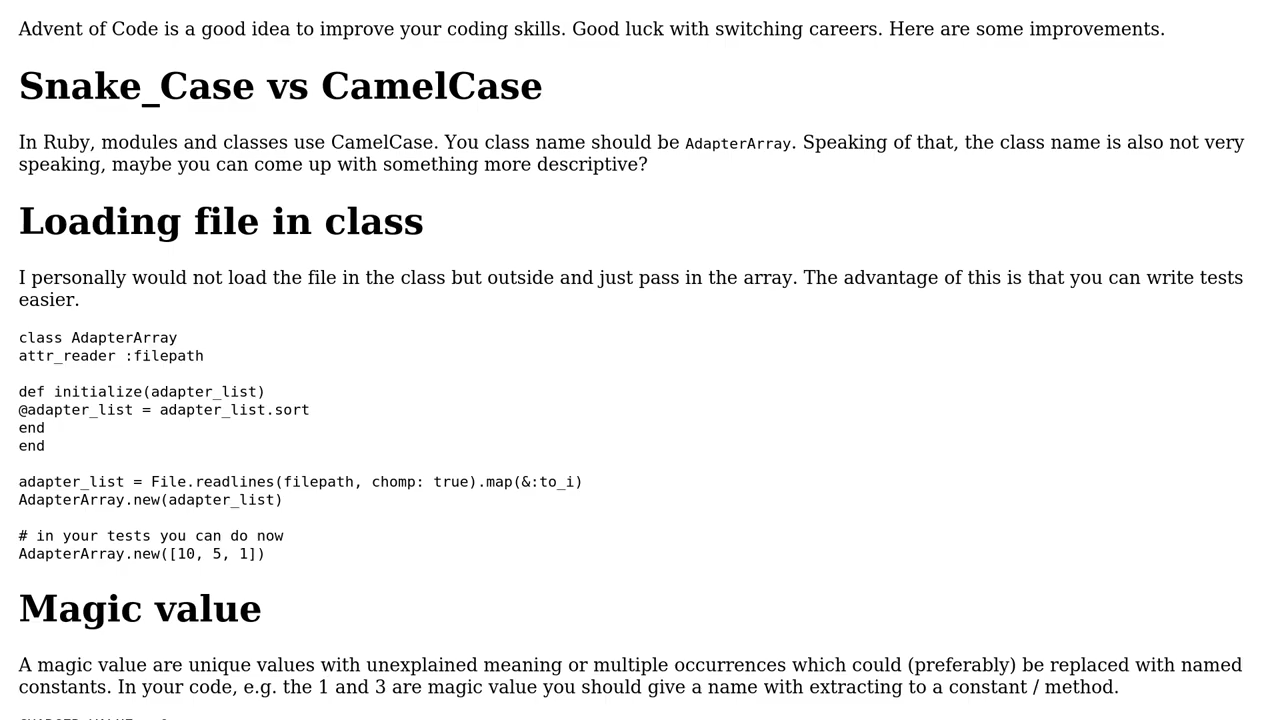 Advent of Code is a good idea to improve your coding skills. Good luck with switching careers. Here are some improvements.
Snake_Case vs CamelCase
In Ruby, modules and classes use CamelCase. You class name should be AdapterArray. Speaking of that, the class name is also not very
speaking, maybe you can come up with something more descriptive?
Loading file in class
I personally would not load the file in the class but outside and just pass in the array. The advantage of this is that you can write tests
easier.
class AdapterArray
attr_reader :filepath
def initialize(adapter_list)
@adapter_list = adapter_list.sort
end
end
adapter_list = File.readlines(filepath, chomp: true).map(&:to_i)
AdapterArray.new(adapter_list)
# in your tests you can do now
AdapterArray.new([10, 5, 1])
Magic value
A magic value are unique values with unexplained meaning or multiple occurrences which could (preferably) be replaced with named
constants. In your code, e.g. the 1 and 3 are magic value you should give a name with extracting to a constant / method.